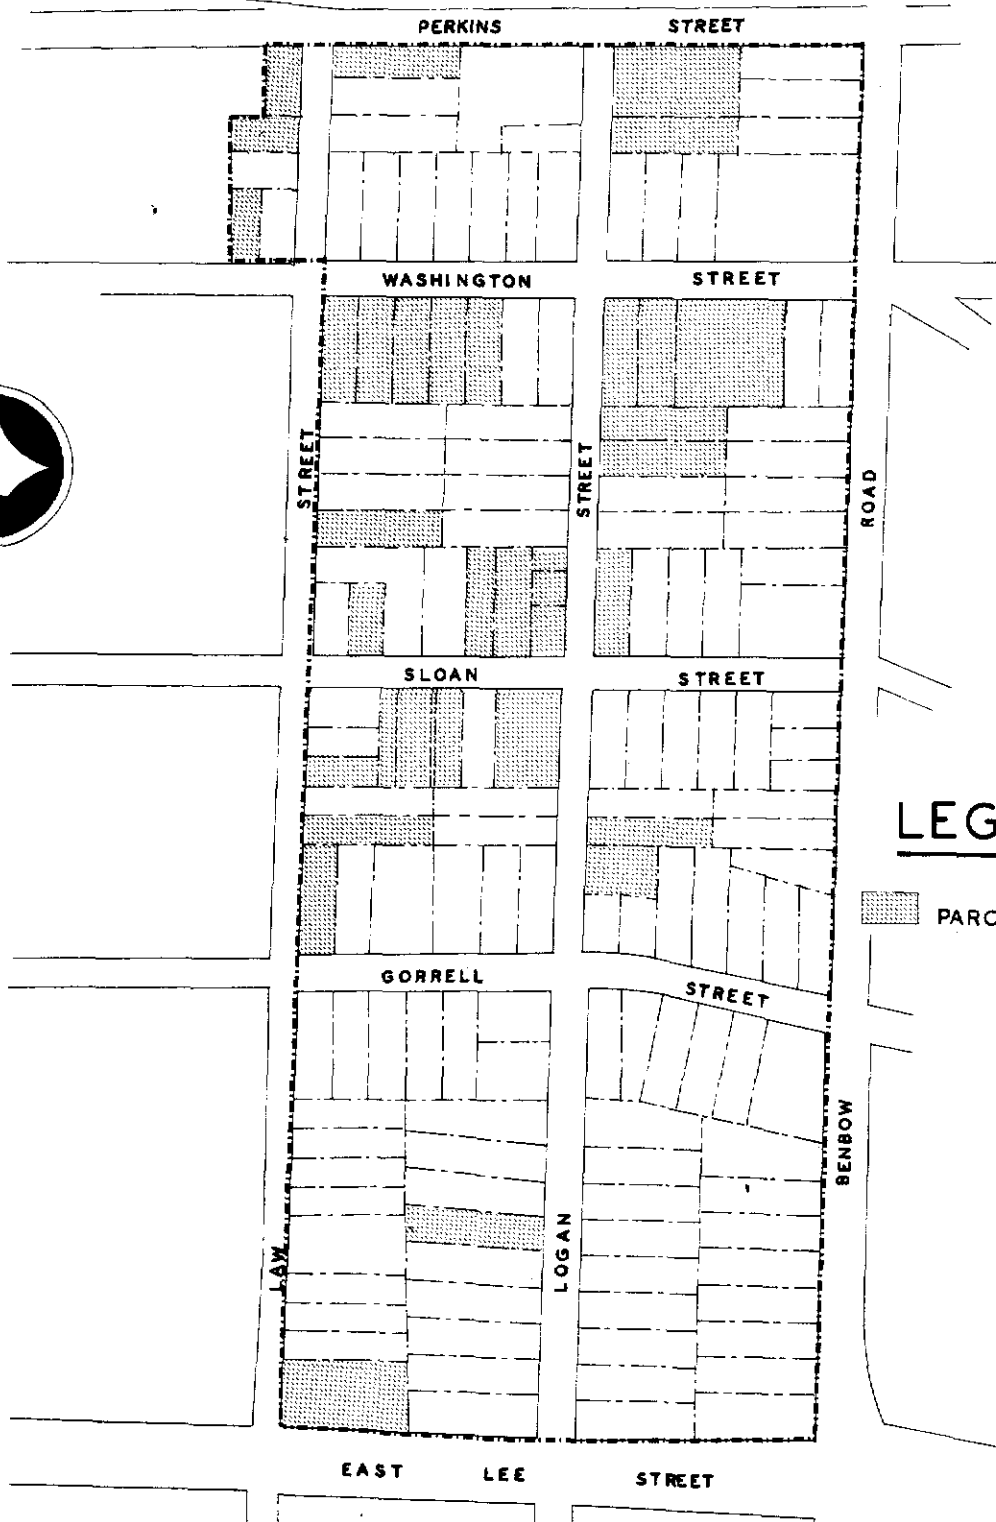 PERKINS STREET
WASHINGTON STREET
STREET
STREET
ROAD
SLOAN STREET
LEG
PARC
GORRELL STREET
BENBOW
LOGAN
LAW
EAST LEE STREET